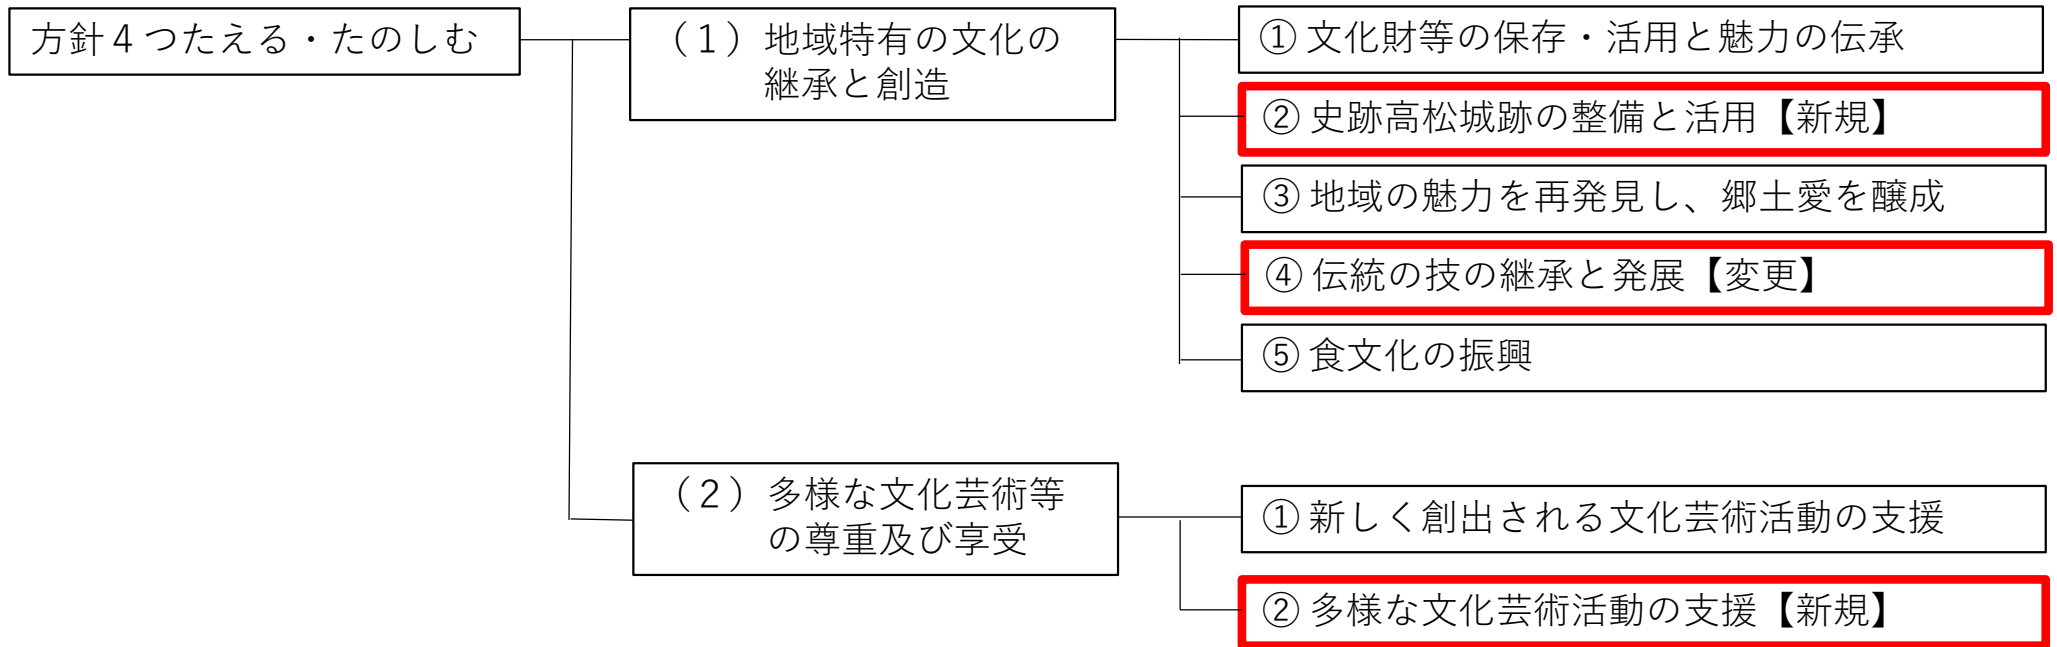 方針４つたえる・たのしむ
（１）地域特有の文化の
継承と創造
①文化財等の保存・活用と魅力の伝承
②史跡高松城跡の整備と活用【新規】
③地域の魅力を再発見し、郷土愛を醸成
④伝統の技の継承と発展【変更】
⑤食文化の振興
（２）多様な文化芸術等
の尊重及び享受
①新しく創出される文化芸術活動の支援
②多様な文化芸術活動の支援【新規】